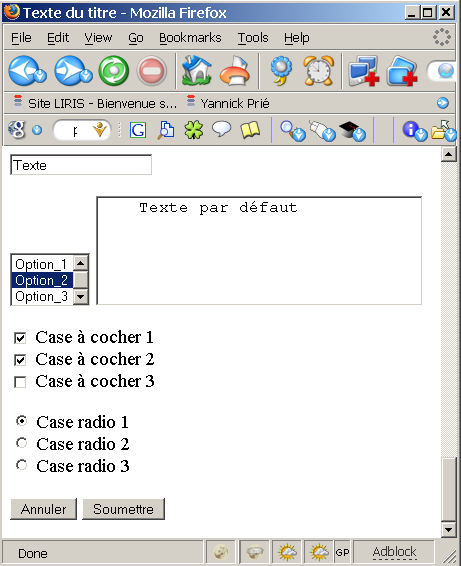 Texte du titre - Mozilla Firefox
File Edit View Go Bookmarks Tools Help
Site LIRIS - Bienvenue s... Yannick Prié
Texte
Texte par défaut
Option_1
Option_2
Option_3
Case à cocher 1
Case à cocher 2
Case à cocher 3
Case radio 1
Case radio 2
Case radio 3
Annuler Soumettre
Done GP Adblock